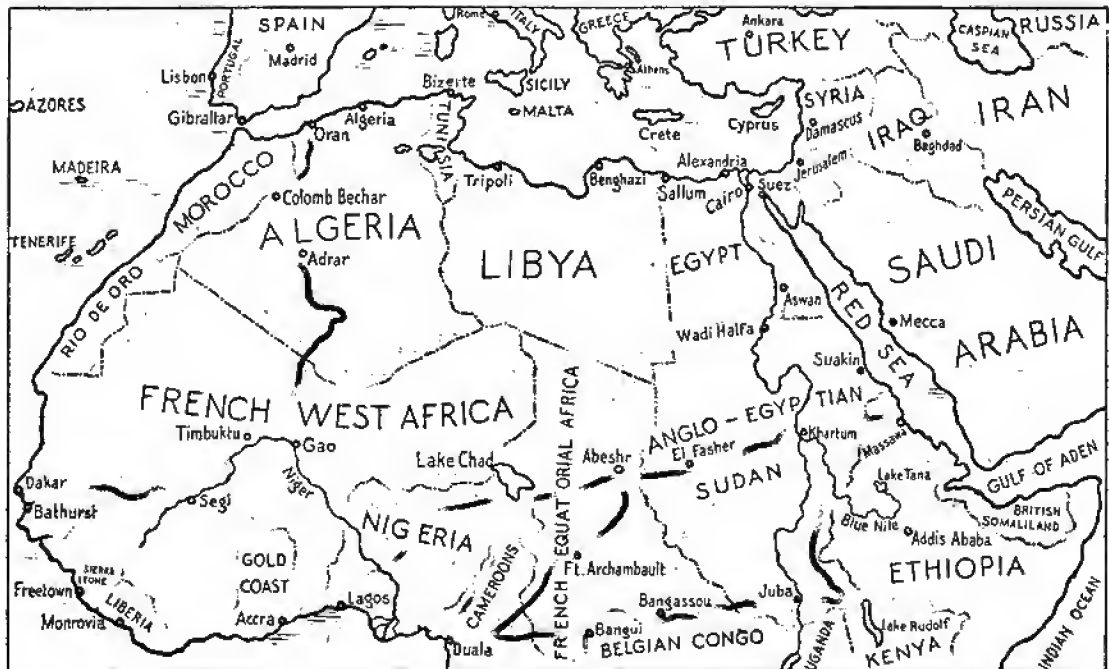 SPAIN
Madrid
Lisbon
PORTUGAL
Gibraltar
AZORES
MADEIRA
TENERIFE
Rome
ITALY
SICILY
MALTA
GREECE
Athens
Crete
Ankara
TURKEY
Cyprus
CASPIAN
SEA
RUSSIA
SYRIA
Damascus
IRAQ
Baghdad
IRAN
Jerusalem
PERSIAN GULF
Bizerte
TUNISIA
Algeria
Oran
MOROCCO
Colomb Bechar
ALGERIA
Adrar
RIO DE ORO
Tripoli
Benghazi
LIBYA
Sallum
Alexandria
Cairo
Suez
EGYPT
Aswan
Wadi Halfa
RED SEA
SAUDI
ARABIA
Mecca
Suakin
Massawa
FRENCH WEST AFRICA
Timbuktu
Gao
Niger
Segi
Dakar
Bathurst
SIERRA
LEONE
Freetown
LIBERIA
Monrovia
GOLD
COAST
Accra
Lagos
NIGERIA
Lake Chad
CAMEROONS
Duala
FRENCH EQUATORIAL AFRICA
Abeshr
Ft. Archambault
Bangui
Bangassou
BELGIAN CONGO
ANGLO-EGYPTIAN
SUDAN
El Fasher
Khartum
Juba
UGANDA
Lake Tana
Blue Nile
Addis Ababa
ETHIOPIA
Lake Rudolf
KENYA
GULF OF ADEN
BRITISH
SOMALILAND
INDIAN OCEAN